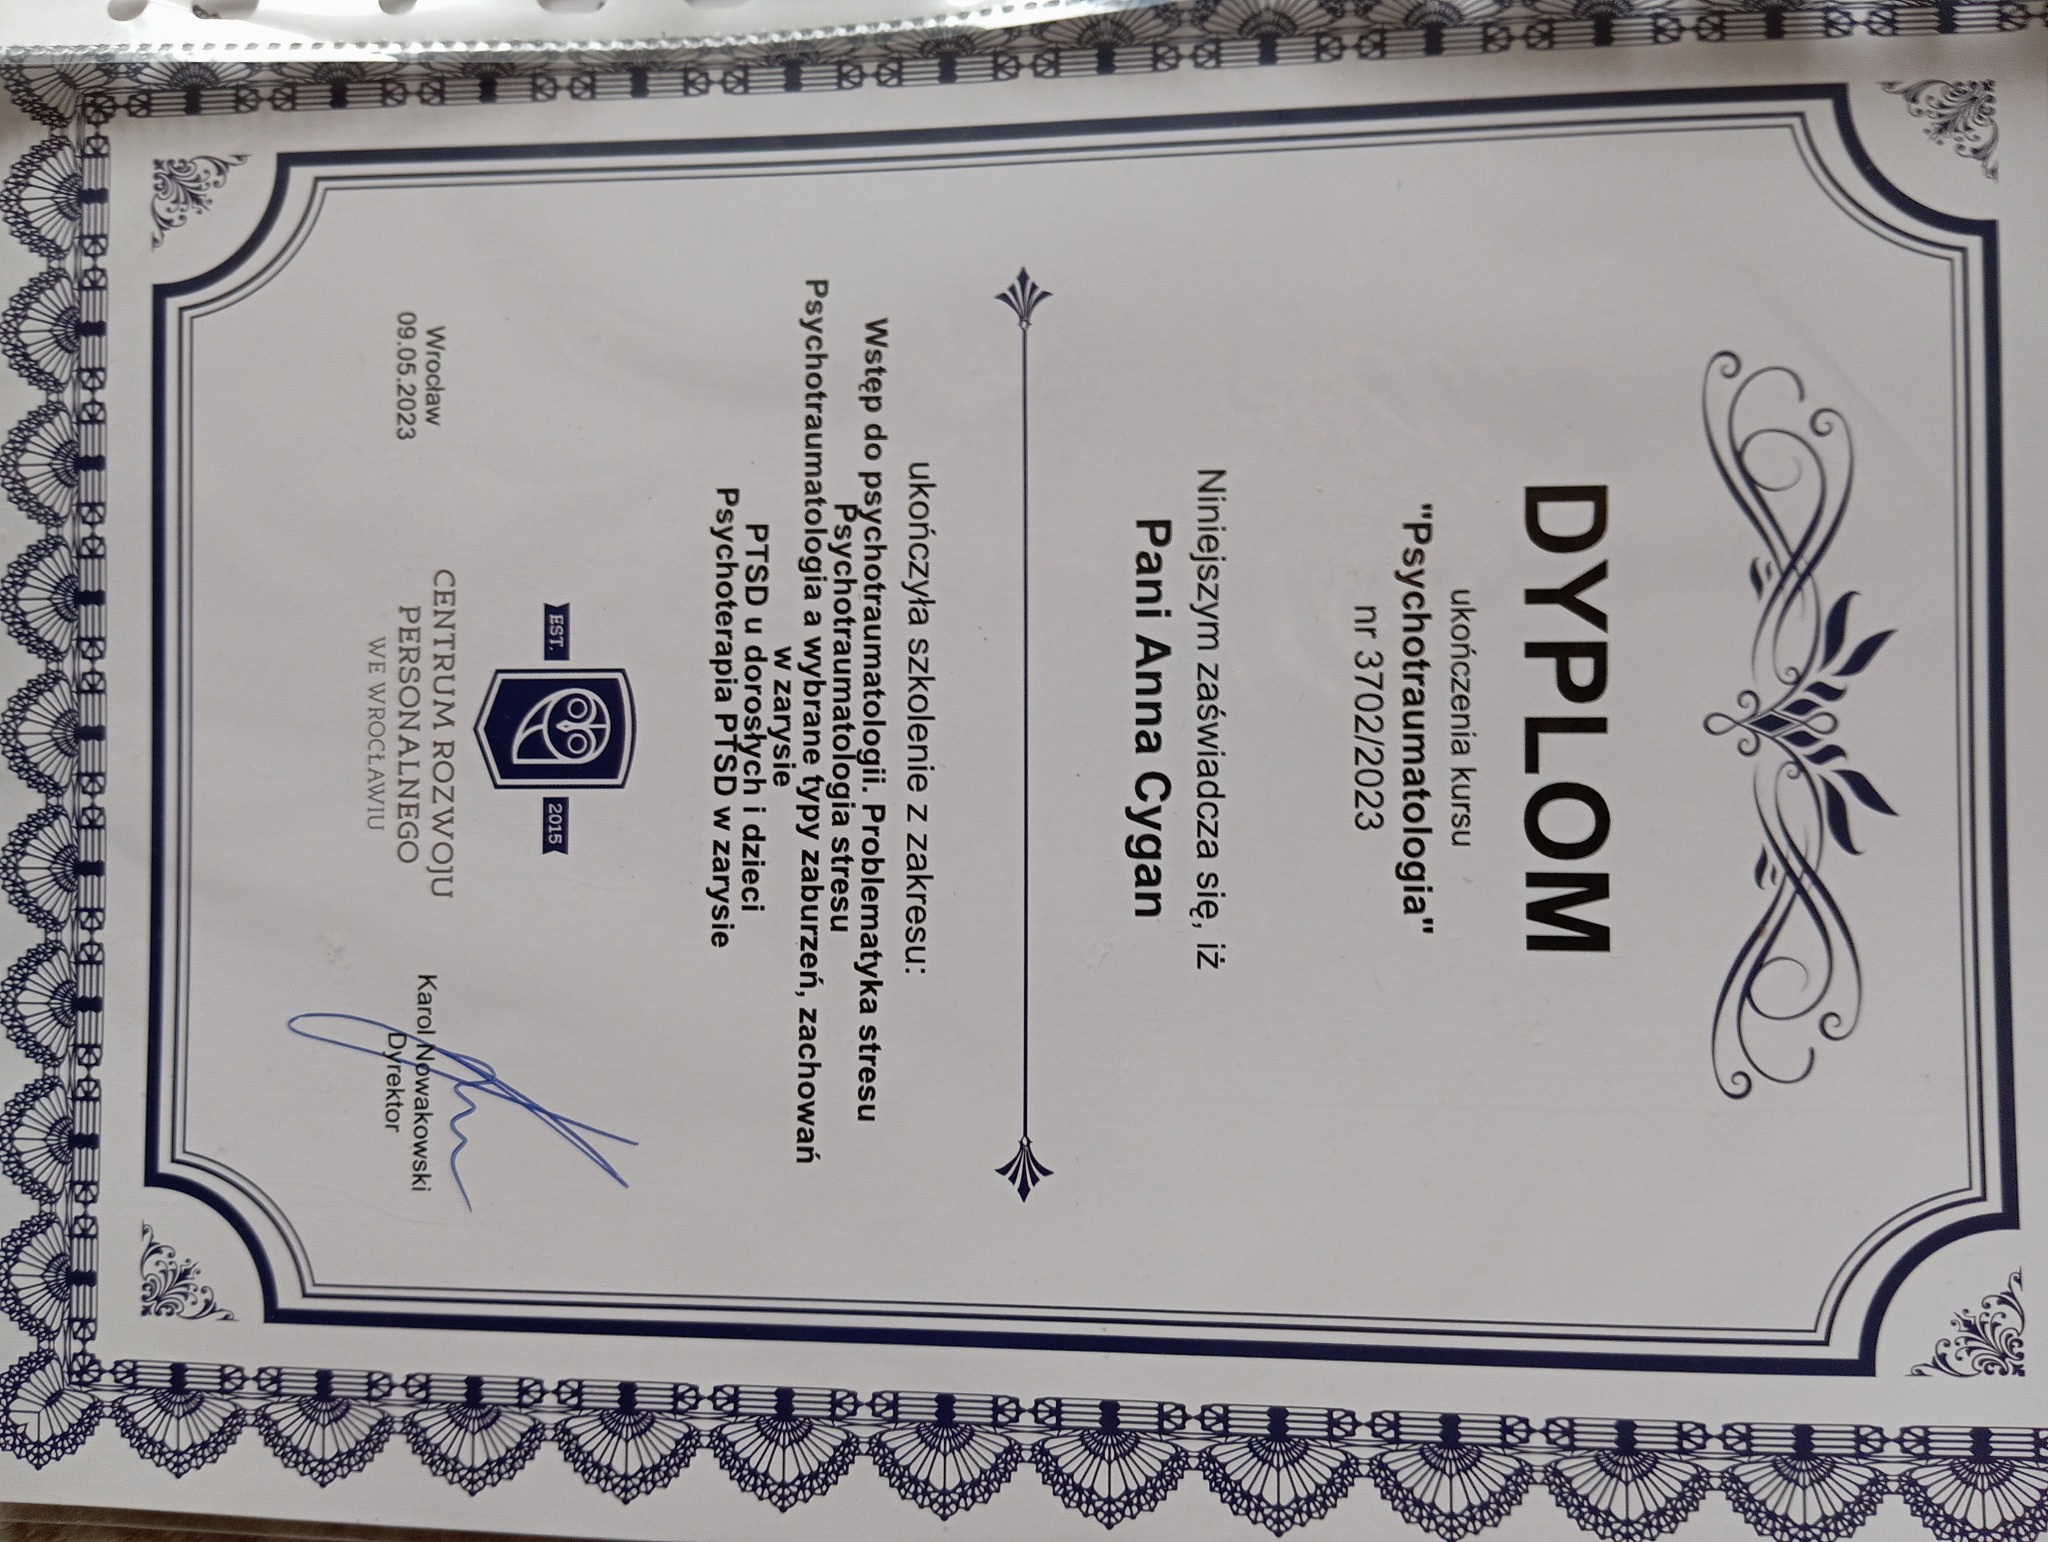 DYPLOM
ukończenia kursu
"Psychotraumatologia"
nr 3702/2023
Niniejszym zaświadcza się, iż
Pani Anna Cygan
ukończyła szkolenie z zakresu:
Wstęp do psychotraumatologii. Problematyka stresu
Psychotraumatologia stresu
Psychotraumatologia a wybrane typy zaburzeń, zachowań
w zarysie
PTSD u dorosłych i dzieci
Psychoterapia PTSD w zarysie
EST. 2015
Wrocław
09.05.2023
CENTRUM ROZWOJU
PERSONALNEGO
WE WROCŁAWIU
Karol Nowakowski
Dyrektor